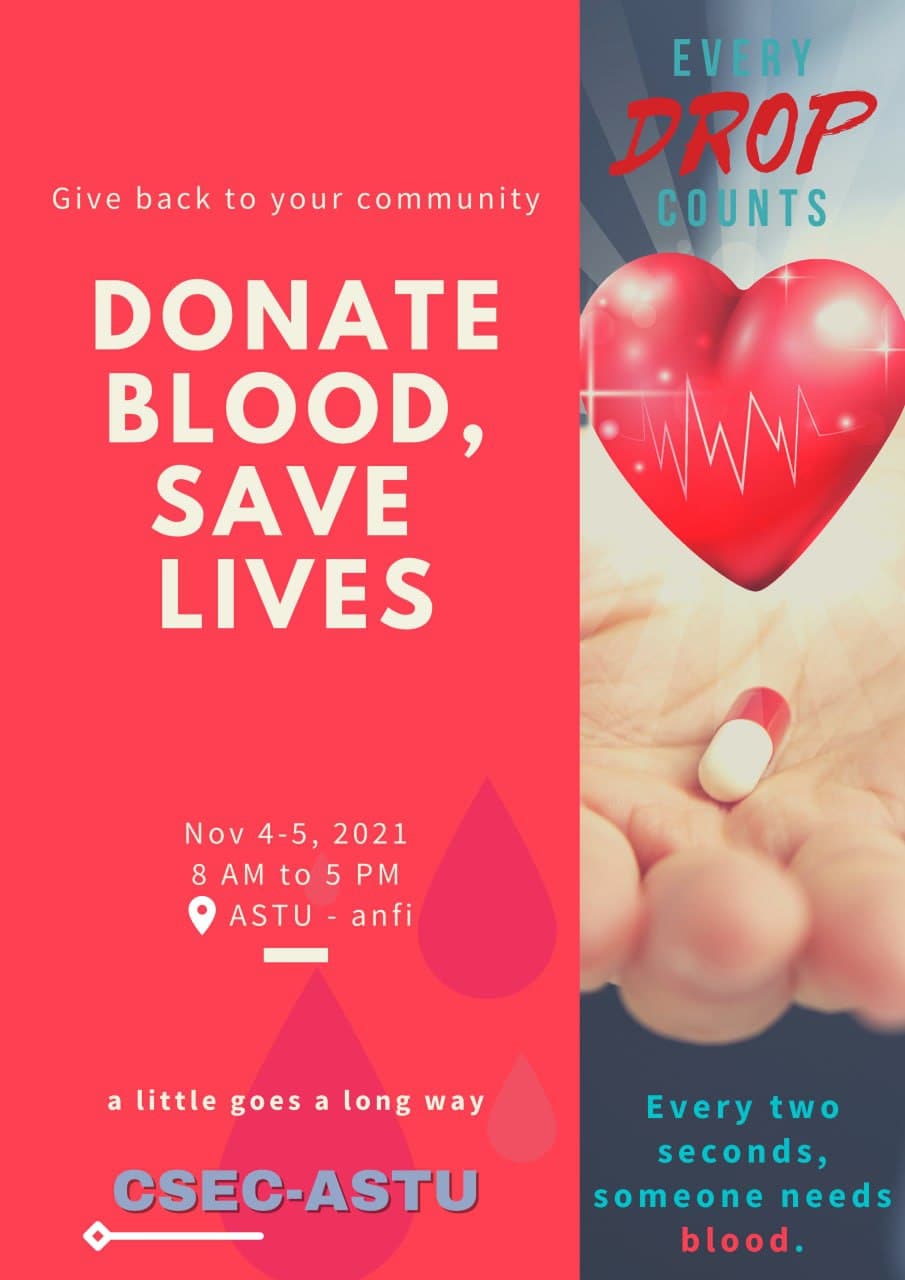 Give back to your community
DONATE
BLOOD,
SAVE
LIVES
Nov 4-5, 2021
8 AM to 5 PM
ASTU - anfi
a little goes a long way
CSEC-ASTU
EVERY
DROP
COUNTS
Every two
seconds,
someone needs
blood.